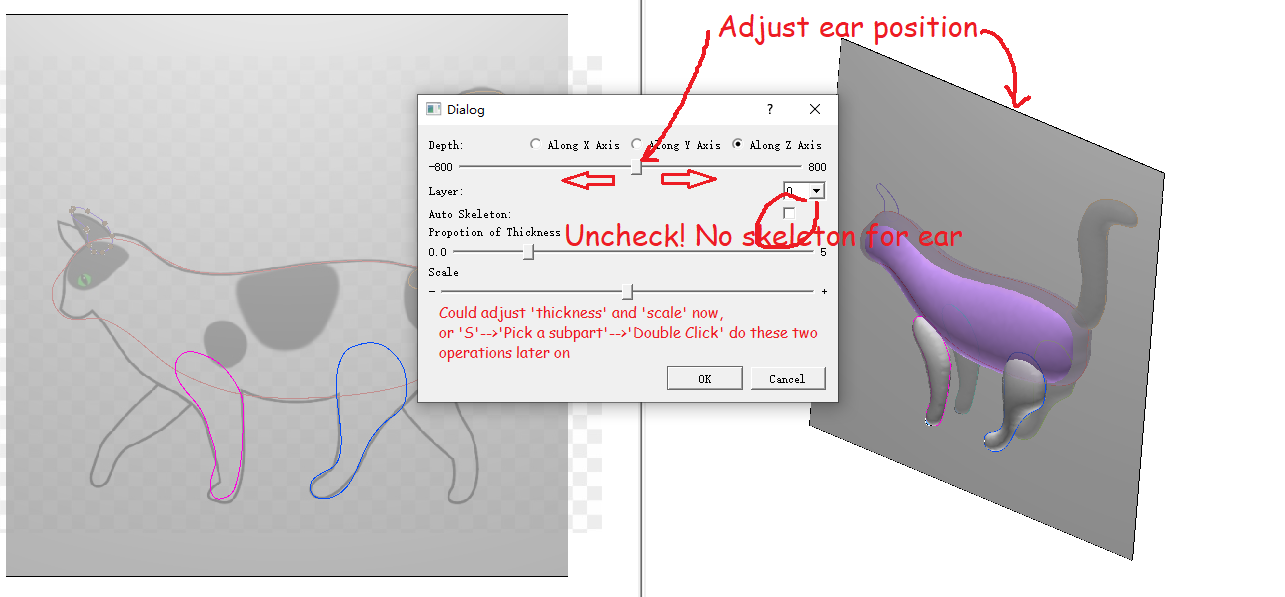 Adjust ear position
Dialog
?
Depth:
Along X Axis
Along Y Axis
Along Z Axis
-800
800
Layer:
0
Auto Skeleton:
Propotion of Thickness
Uncheck! No skeleton for ear
0.0
5
Scale
-
+
Could adjust 'thickness' and 'scale' now,
or 'S'-->'Pick a subpart'-->'Double Click' do these two
operations later on
OK
Cancel